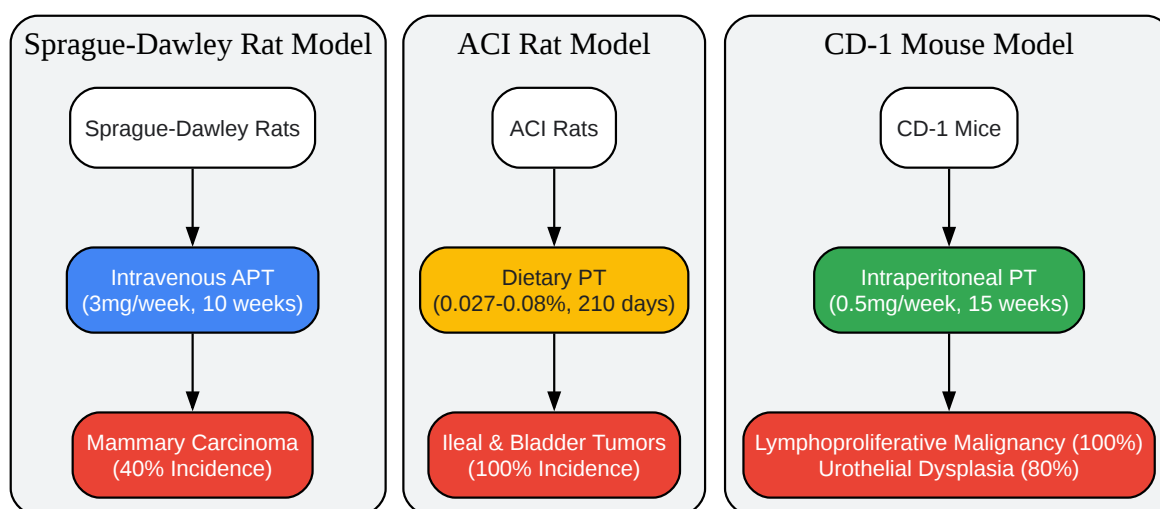 Sprague-Dawley Rat Model
Sprague-Dawley Rats
Intravenous APT
(3mg/week, 10 weeks)
Mammary Carcinoma
(40% Incidence)
ACI Rat Model
ACI Rats
Dietary PT
(0.027-0.08%, 210 days)
Ileal & Bladder Tumors
(100% Incidence)
CD-1 Mouse Model
CD-1 Mice
Intraperitoneal PT
(0.5mg/week, 15 weeks)
Lymphoproliferative Malignancy (100%)
Urothelial Dysplasia (80%)